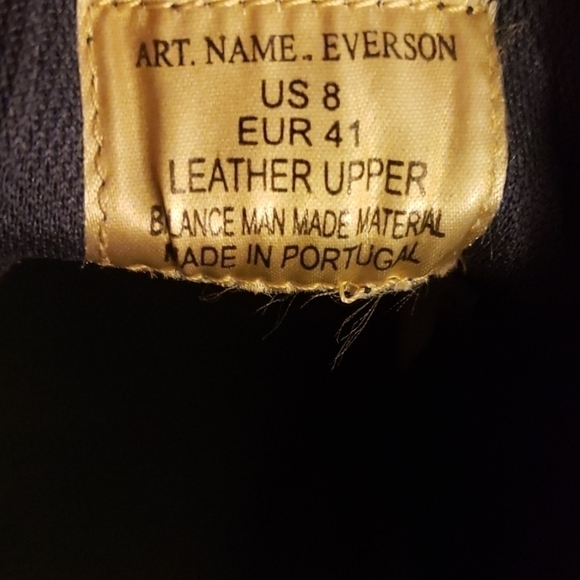 ART. NAME. EVERSON
US 8
EUR 41
LEATHER UPPER
BLANCE MAN MADE MATERIAL
MADE IN PORTUGAL